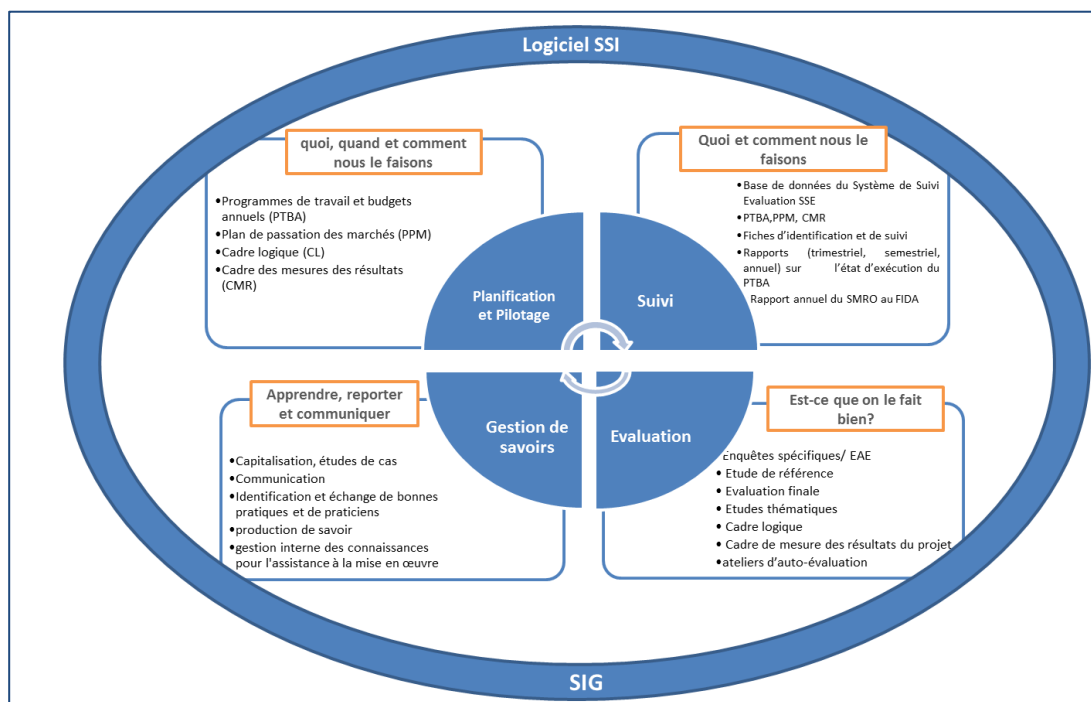 Logiciel SSI
quoi, quand et comment
nous le faisons
•Programmes de travail et budgets
annuels (PTBA)
•Plan de passation des marchés (PPM)
•Cadre logique (CL)
•Cadre des mesures des résultats
(CMR)
Quoi et comment nous le
faisons
•Base de données du Système de Suivi
Evaluation SSE
•PTBA,PPM, CMR
•Fiches d’identification et de suivi
•Rapports (trimestriel, semestriel,
annuel) sur l’état d’exécution du
PTBA
Rapport annuel du SMRO au FIDA
Planification
et Pilotage
Suivi
Gestion de
savoirs
Evaluation
Apprendre, reporter
et communiquer
•Capitalisation, études de cas
•Communication
•Identification et échange de bonnes
pratiques et de praticiens
•production de savoir
•gestion interne des connaissances
pour l'assistance à la mise en œuvre
Est-ce que on le fait
bien?
Enquêtes spécifiques/ EAE
• Etude de référence
• Evaluation finale
• Etudes thématiques
• Cadre logique
• Cadre de mesure des résultats du projet
•ateliers d’auto-évaluation
SIG